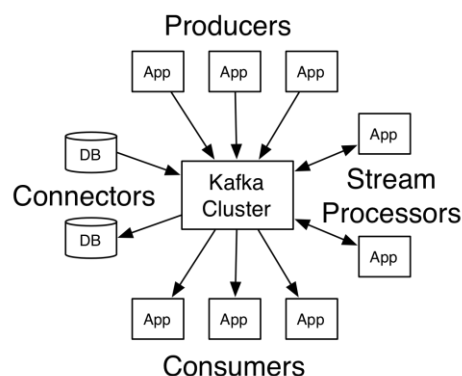 Producers
App
App
App
DB
App
Connectors
Kafka
Cluster
Stream
Processors
DB
App
App
App
App
Consumers